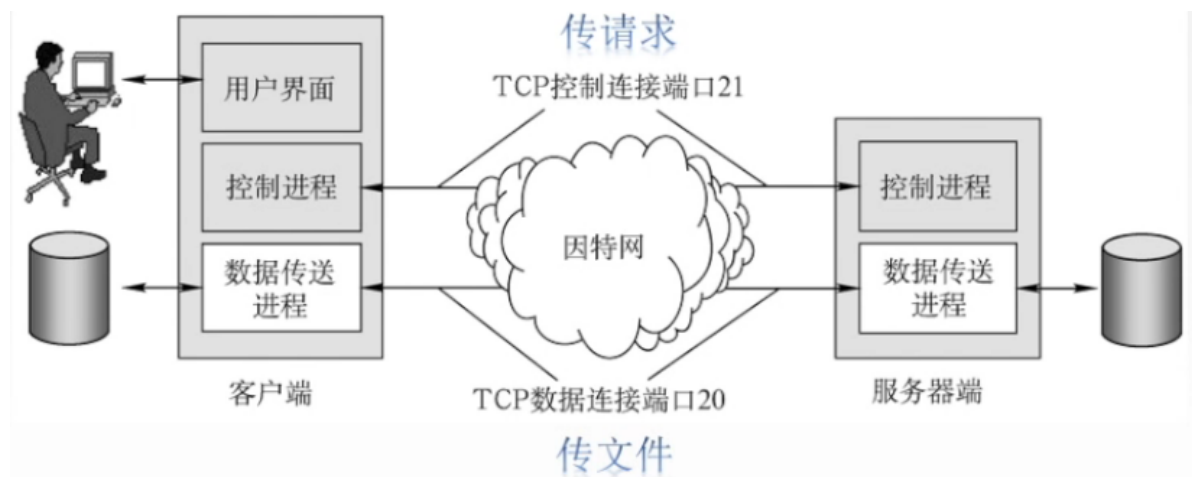 传请求
TCP控制连接端口21
用户界面
控制进程
控制进程
因特网
数据传送
进程
数据传送
进程
客户端
TCP数据连接端口20
服务器端
传文件